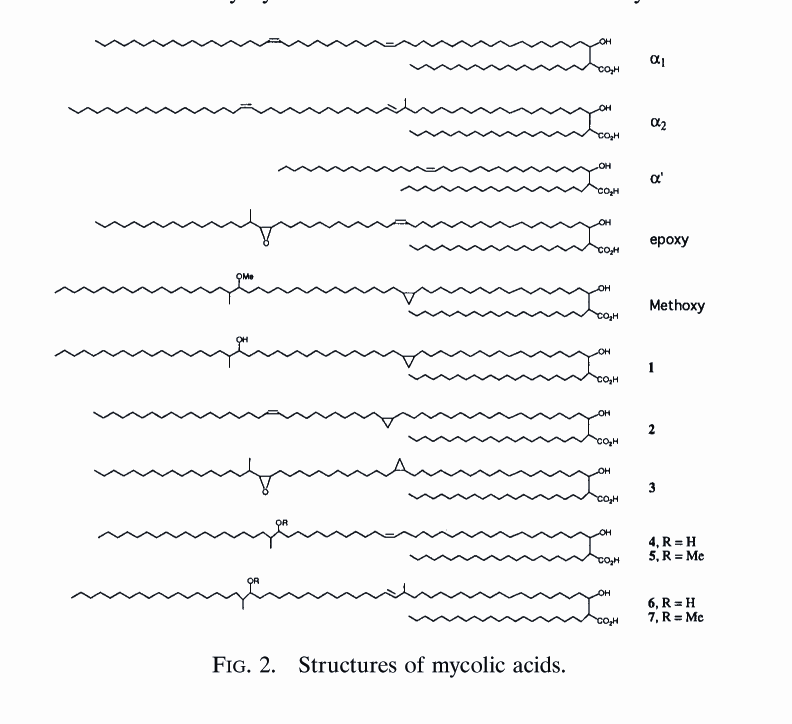 OH
CO2H
α1
OH
CO2H
α2
OH
CO2H
α'
OH
CO2H
O
epoxy
OMe
OH
CO2H
Methoxy
OH
OH
CO2H
1
OH
CO2H
2
OH
CO2H
O
3
OR
OH
CO2H
4, R = H
5, R = Me
OR
OH
CO2H
6, R = H
7, R = Me
FIG. 2. Structures of mycolic acids.